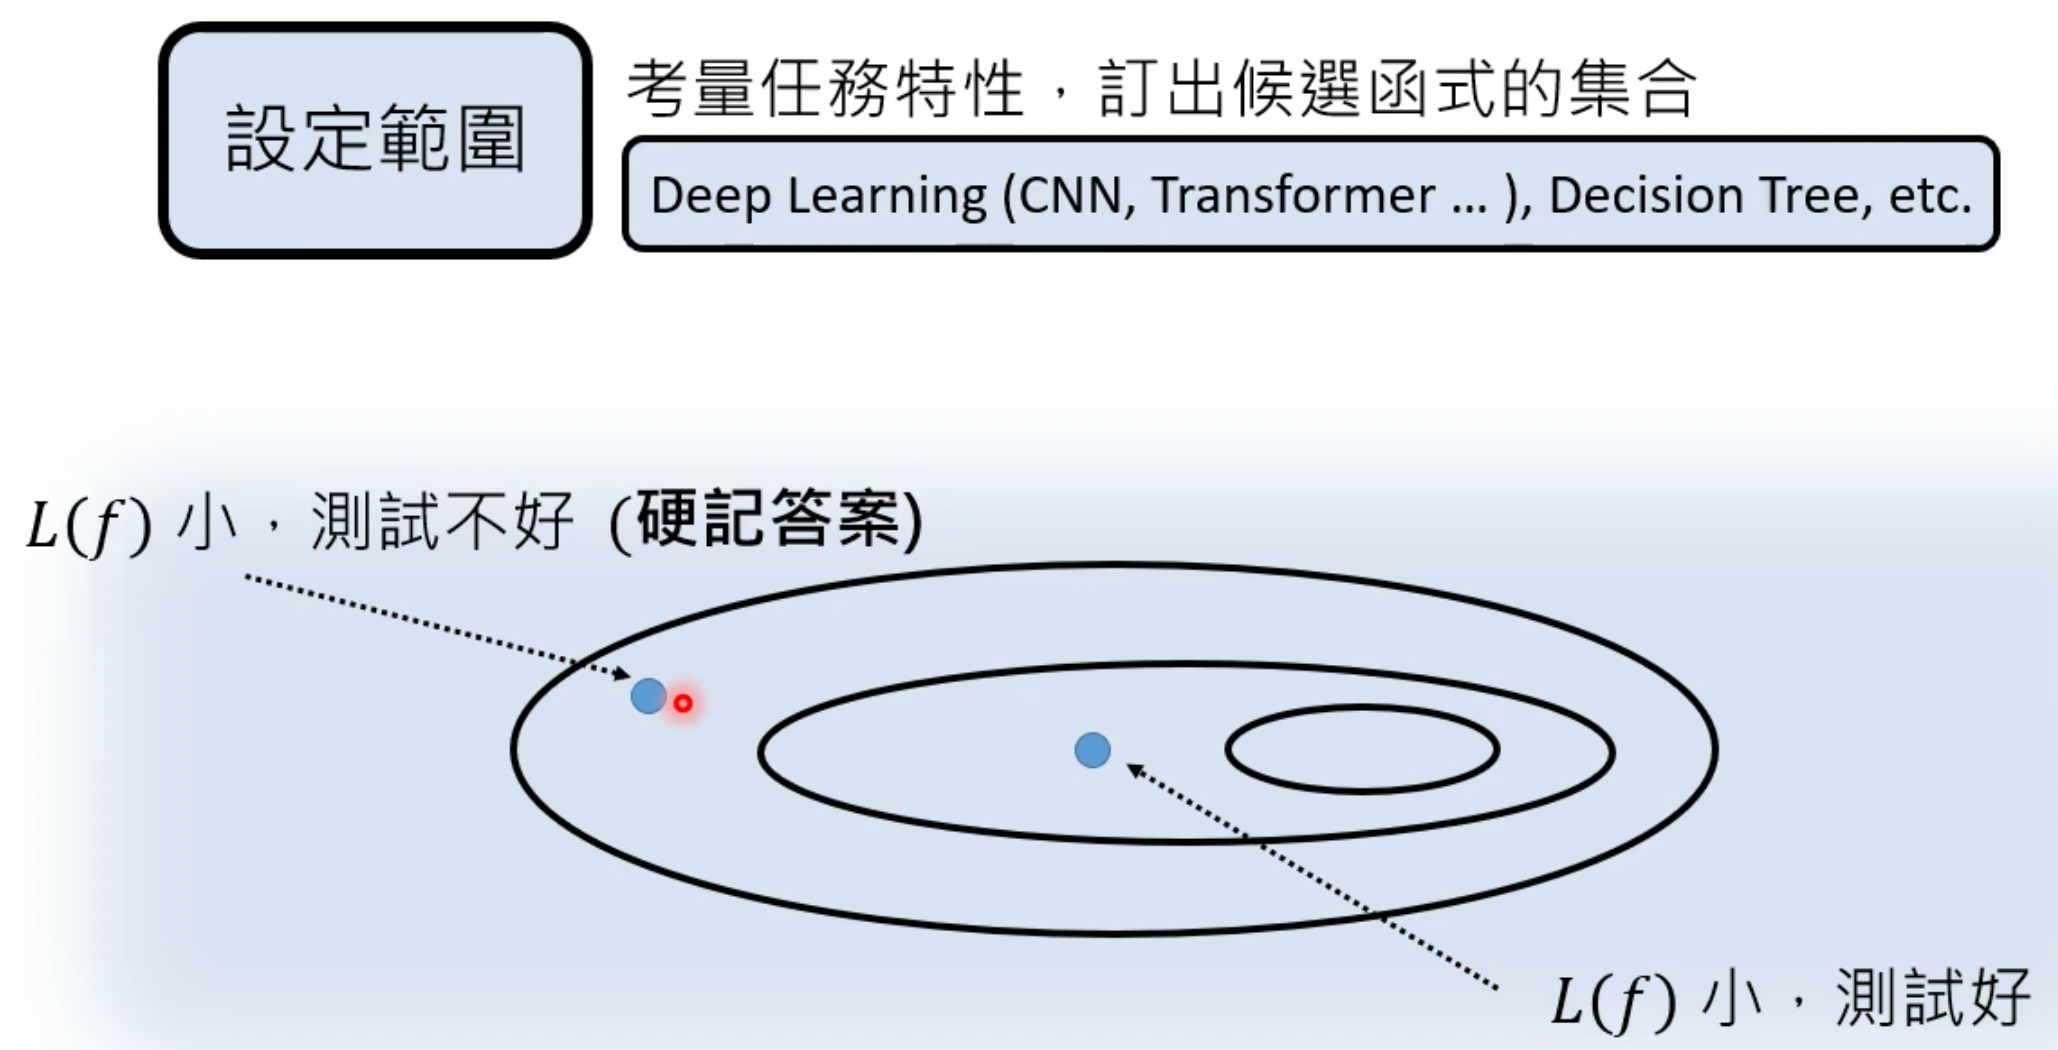 設定範圍
考量任務特性，訂出候選函式的集合
Deep Learning (CNN, Transformer ... ), Decision Tree, etc.
L(f) 小，測試不好 (硬記答案)
L(f) 小，測試好